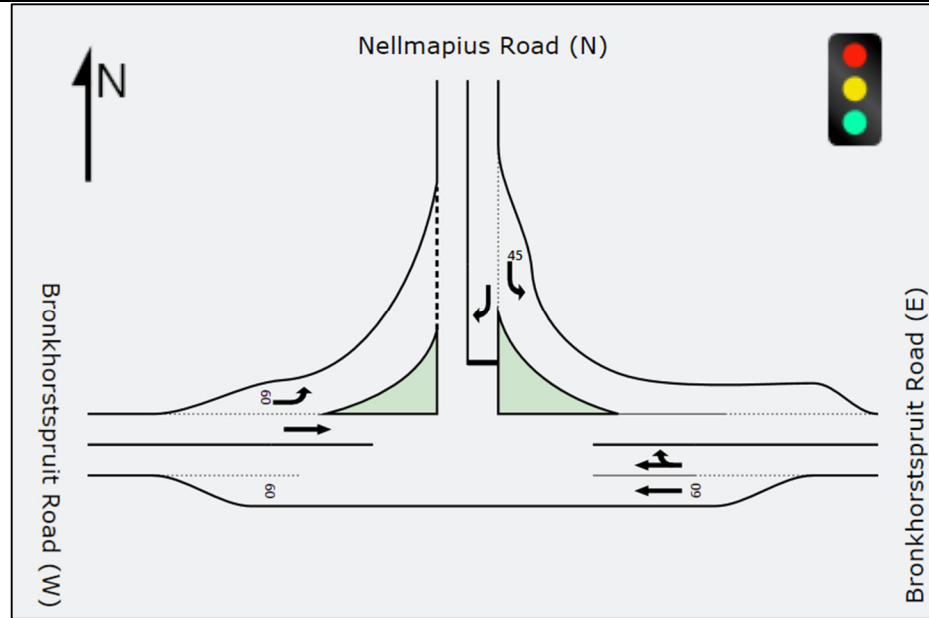 Nellmapius Road (N)
N
45
Bronkhorstspruit Road (W)
Bronkhorstspruit Road (E)
60
60
60